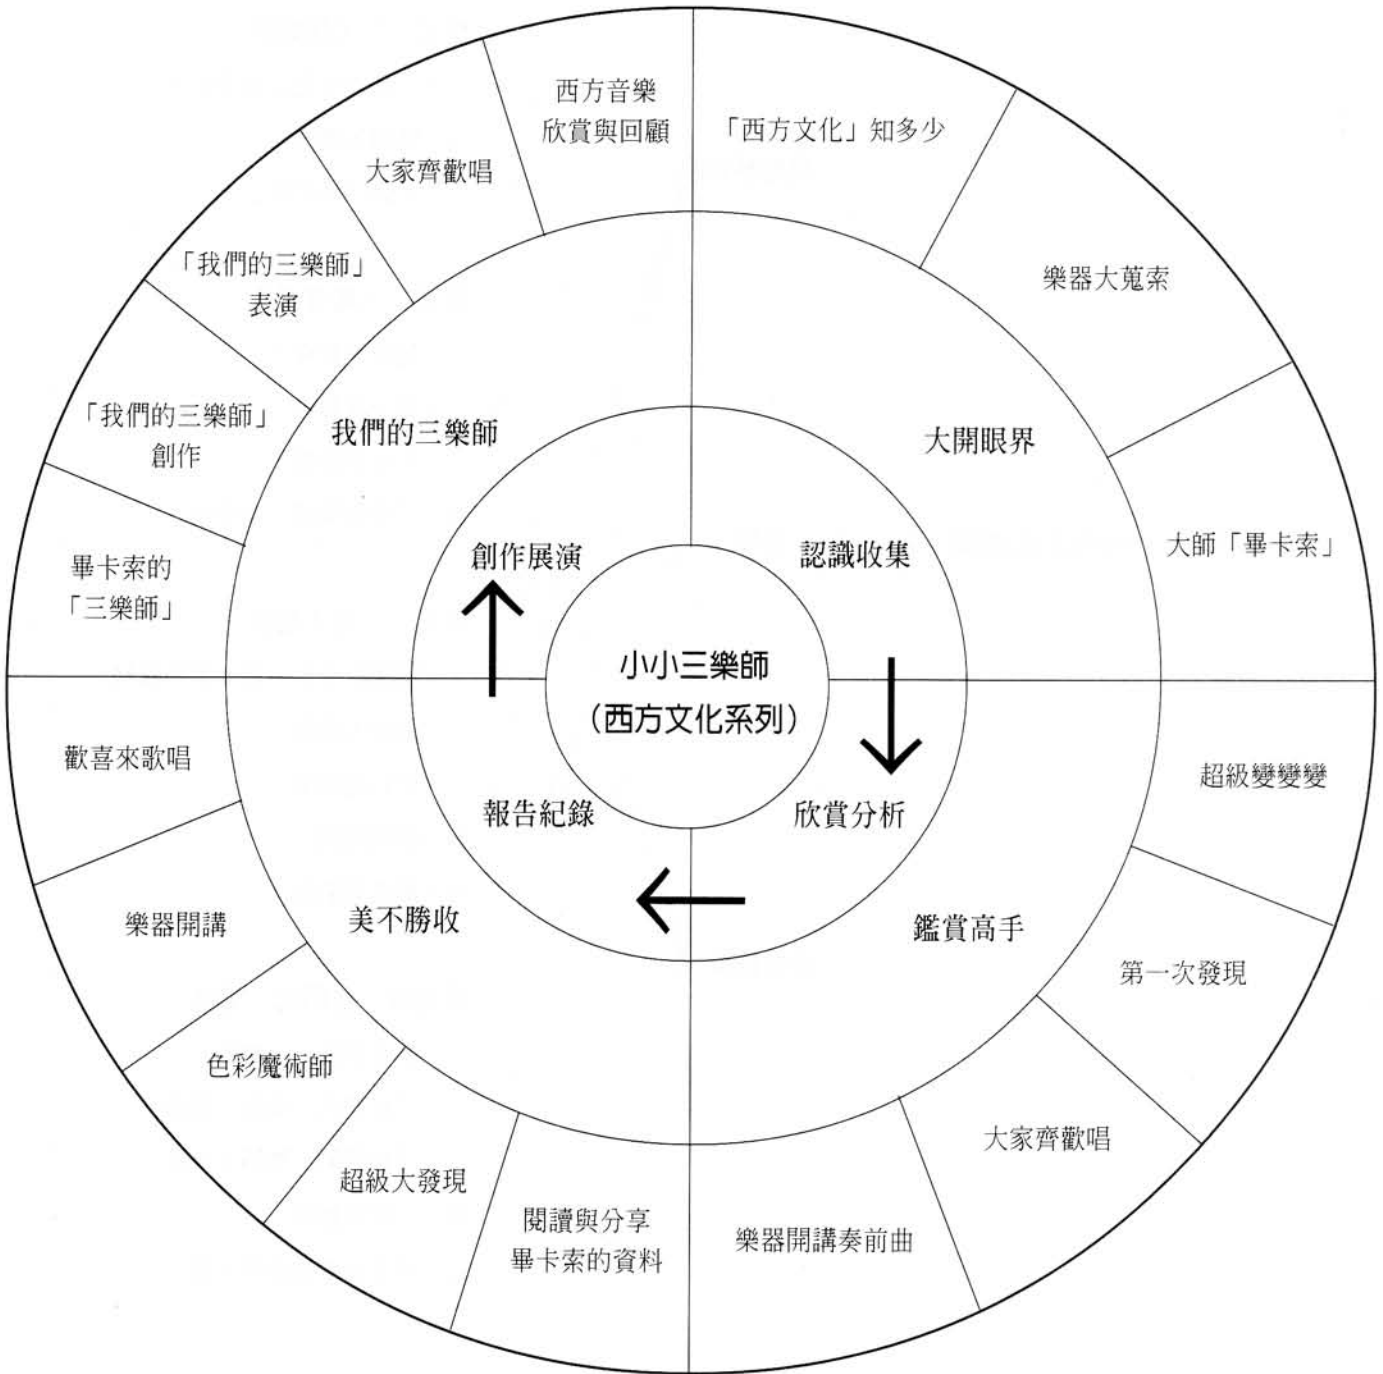 小小三樂師
（西方文化系列）
認識收集
欣賞分析
報告紀錄
創作展演
大開眼界
鑑賞高手
美不勝收
我們的三樂師
「西方文化」知多少
樂器大蒐索
大師「畢卡索」
超級變變變
第一次發現
大家齊歡唱
樂器開講奏前曲
閱讀與分享
畢卡索的資料
超級大發現
色彩魔術師
樂器開講
歡喜來歌唱
畢卡索的
「三樂師」
「我們的三樂師」
創作
「我們的三樂師」
表演
大家齊歡唱
西方音樂
欣賞與回顧